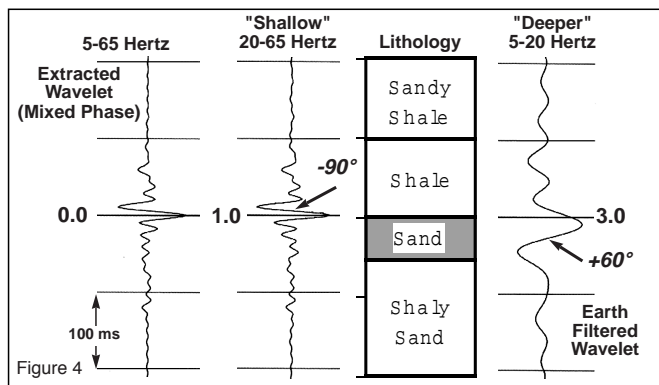 5-65 Hertz
"Shallow"
20-65 Hertz
Lithology
"Deeper"
5-20 Hertz
Extracted
Wavelet
(Mixed Phase)
Sandy
Shale
-90°
Shale
0.0
1.0
3.0
Sand
+60°
Shaly
Sand
100 ms
Earth
Filtered
Wavelet
Figure 4